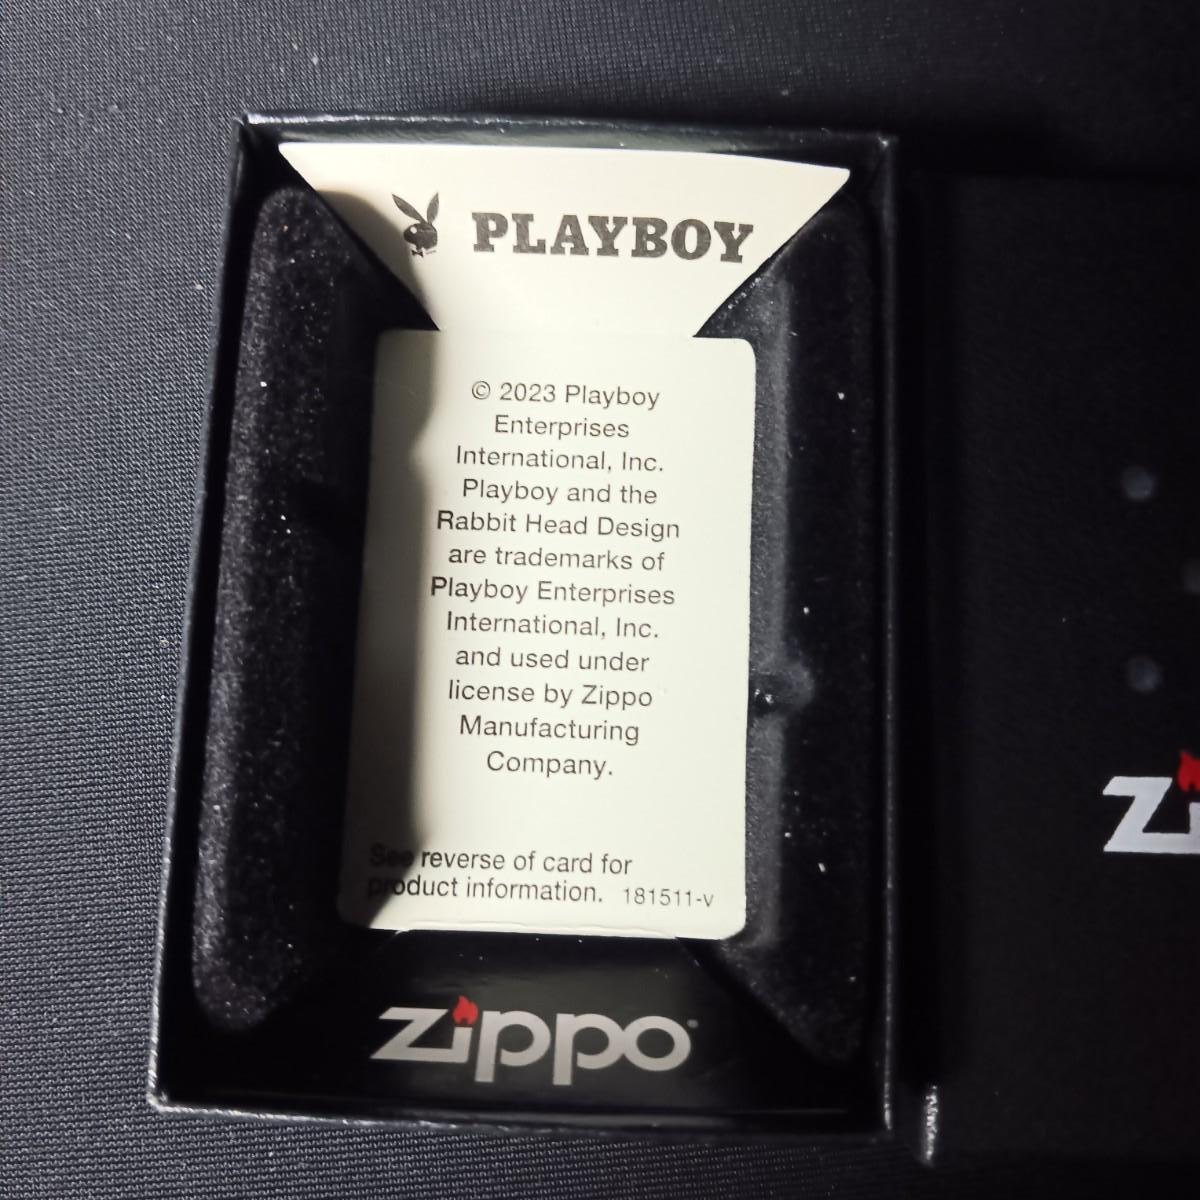 PLAYBOY
© 2023 Playboy
Enterprises
International, Inc.
Playboy and the
Rabbit Head Design
are trademarks of
Playboy Enterprises
International, Inc.
and used under
license by Zippo
Manufacturing
Company.
See reverse of card for
product information. 181511-v
zippo
Zi